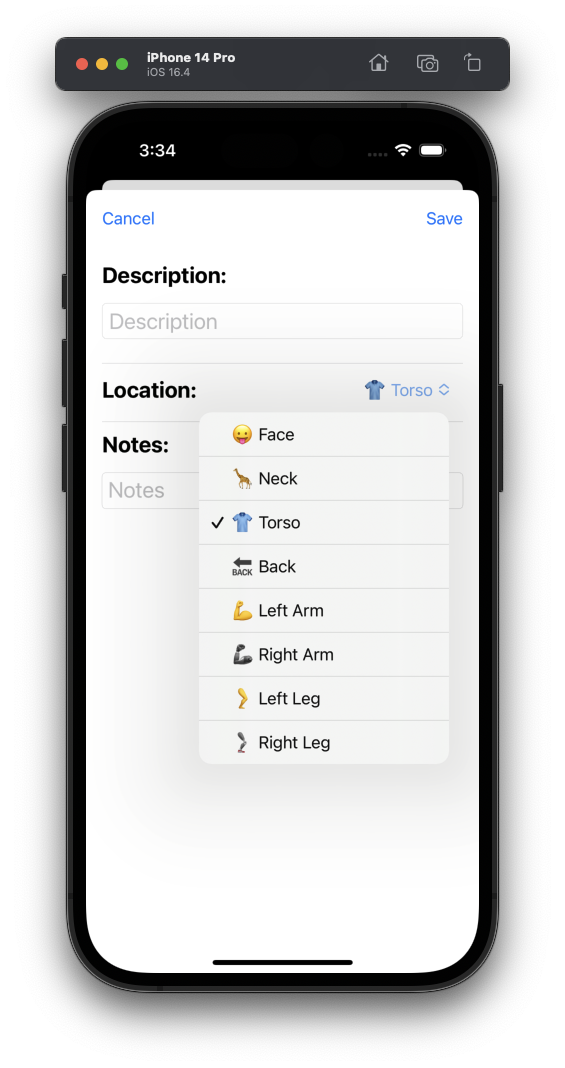 iPhone 14 Pro
iOS 16.4
3:34
Cancel Save
Description:
Description
Location: Torso
Notes:
Notes
Face
Neck
Torso
BACK Back
Left Arm
Right Arm
Left Leg
Right Leg